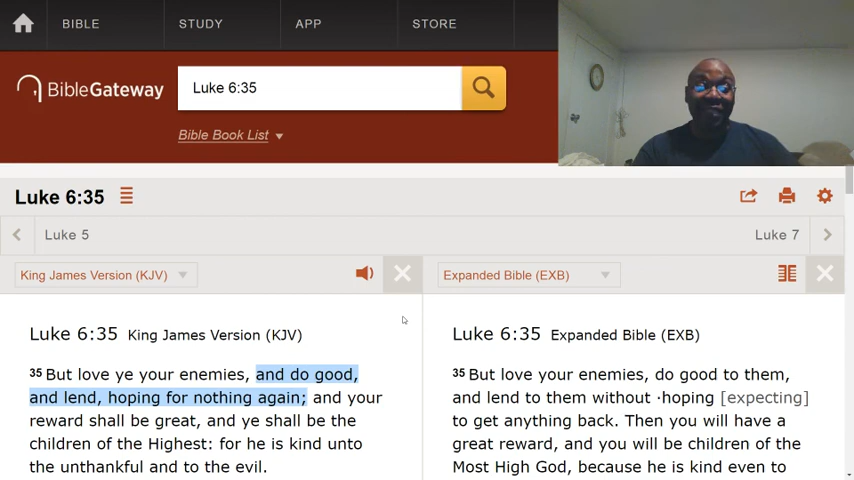 BIBLE
STUDY
APP
STORE
BibleGateway
Luke 6:35
Bible Book List
Luke 6:35
Luke 5
Luke 7
King James Version (KJV)
Expanded Bible (EXB)
Luke 6:35 King James Version (KJV)
35 But love ye your enemies, and do good,
and lend, hoping for nothing again; and your
reward shall be great, and ye shall be the
children of the Highest: for he is kind unto
the unthankful and to the evil.
Luke 6:35 Expanded Bible (EXB)
35 But love your enemies, do good to them,
and lend to them without ·hoping [expecting]
to get anything back. Then you will have a
great reward, and you will be children of the
Most High God, because he is kind even to